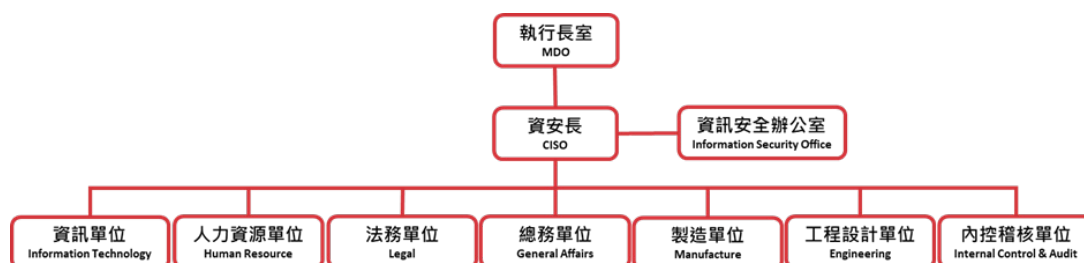 執行長室
MDO
資安長
CISO
資訊安全辦公室
Information Security Office
資訊單位
Information Technology
人力資源單位
Human Resource
法務單位
Legal
總務單位
General Affairs
製造單位
Manufacture
工程設計單位
Engineering
內控稽核單位
Internal Control & Audit